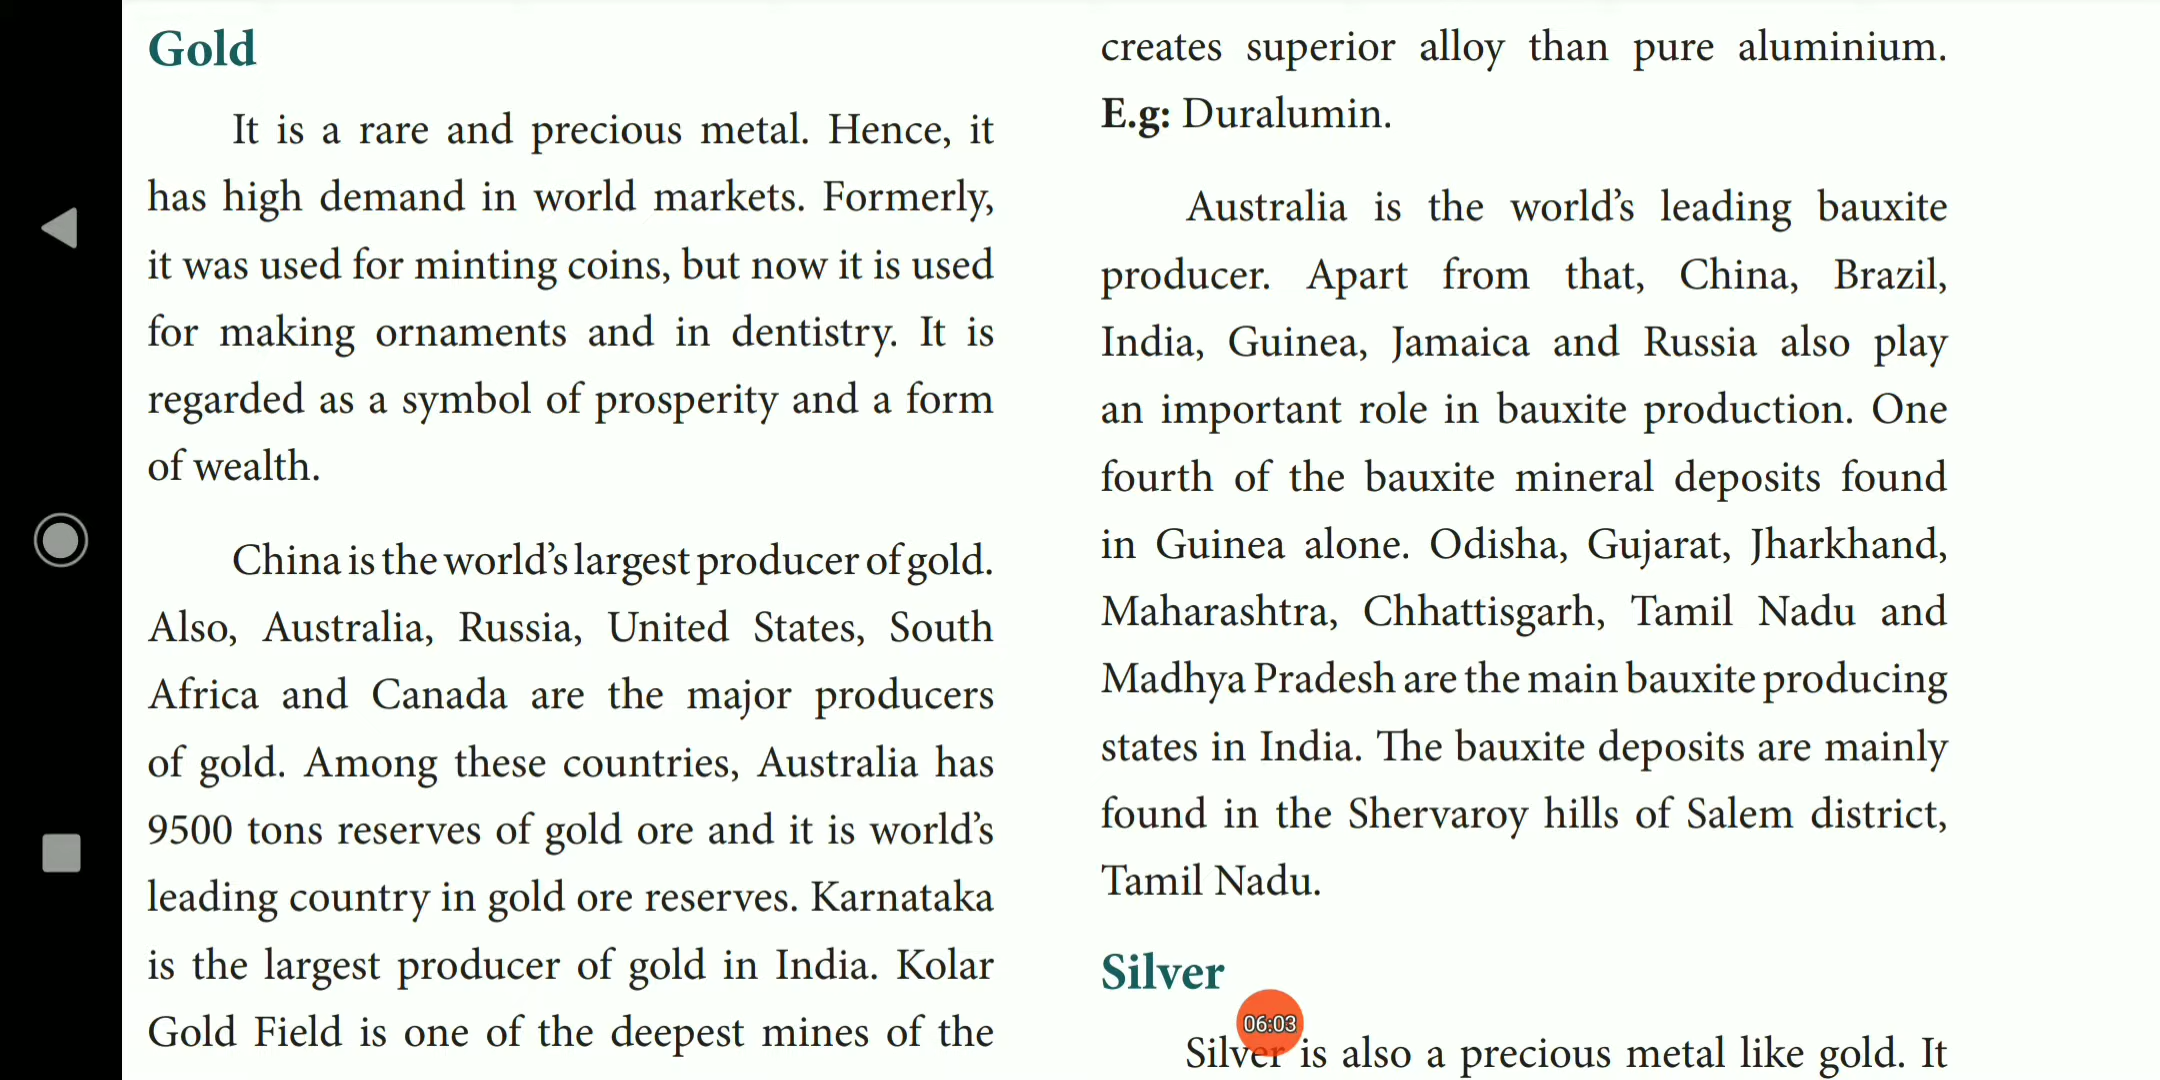 Gold
It is a rare and precious metal. Hence, it
has high demand in world markets. Formerly,
it was used for minting coins, but now it is used
for making ornaments and in dentistry. It is
regarded as a symbol of prosperity and a form
of wealth.
China is the world’s largest producer of gold.
Also, Australia, Russia, United States, South
Africa and Canada are the major producers
of gold. Among these countries, Australia has
9500 tons reserves of gold ore and it is world’s
leading country in gold ore reserves. Karnataka
is the largest producer of gold in India. Kolar
Gold Field is one of the deepest mines of the
creates superior alloy than pure aluminium.
E.g: Duralumin.
Australia is the world’s leading bauxite
producer. Apart from that, China, Brazil,
India, Guinea, Jamaica and Russia also play
an important role in bauxite production. One
fourth of the bauxite mineral deposits found
in Guinea alone. Odisha, Gujarat, Jharkhand,
Maharashtra, Chhattisgarh, Tamil Nadu and
Madhya Pradesh are the main bauxite producing
states in India. The bauxite deposits are mainly
found in the Shervaroy hills of Salem district,
Tamil Nadu.
Silver
06:03
Silver is also a precious metal like gold. It